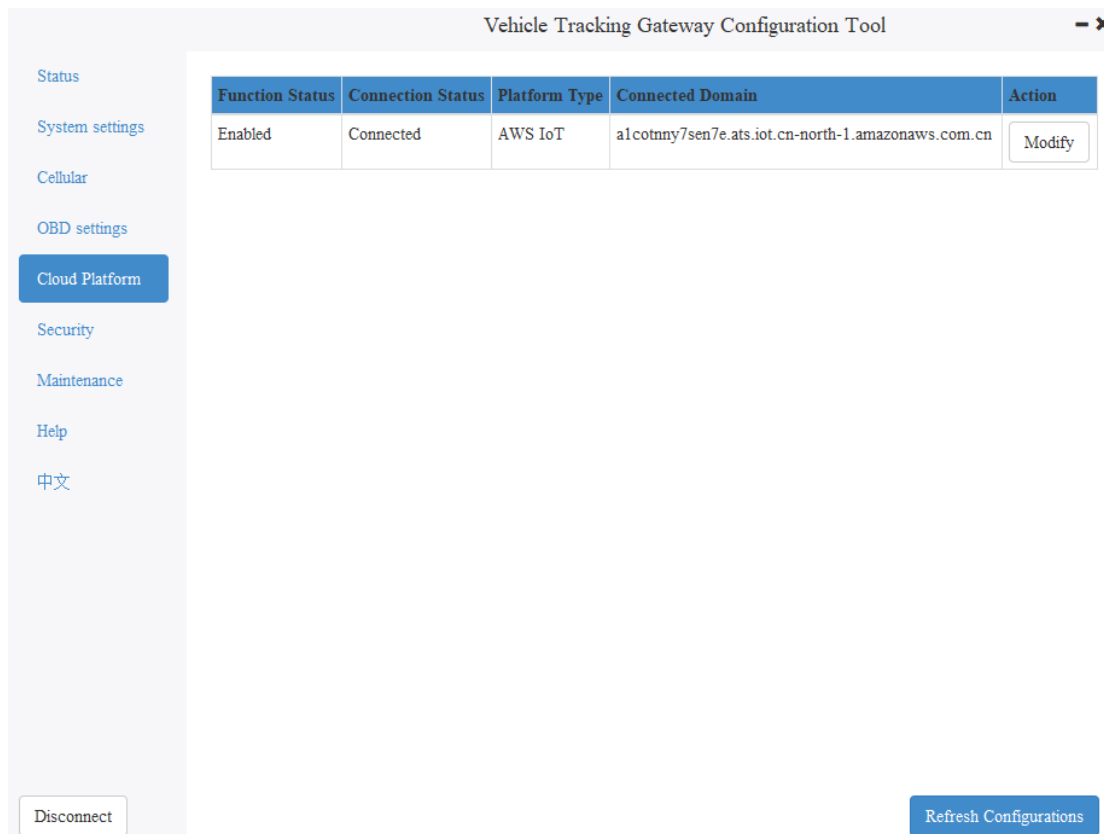 Vehicle Tracking Gateway Configuration Tool
Status
System settings
Cellular
OBD settings
Cloud Platform
Security
Maintenance
Help
中文
Function Status Connection Status Platform Type Connected Domain Action
Enabled Connected AWS IoT a1cotnny7sen7e.ats.iot.cn-north-1.amazonaws.com.cn Modify
Disconnect
Refresh Configurations